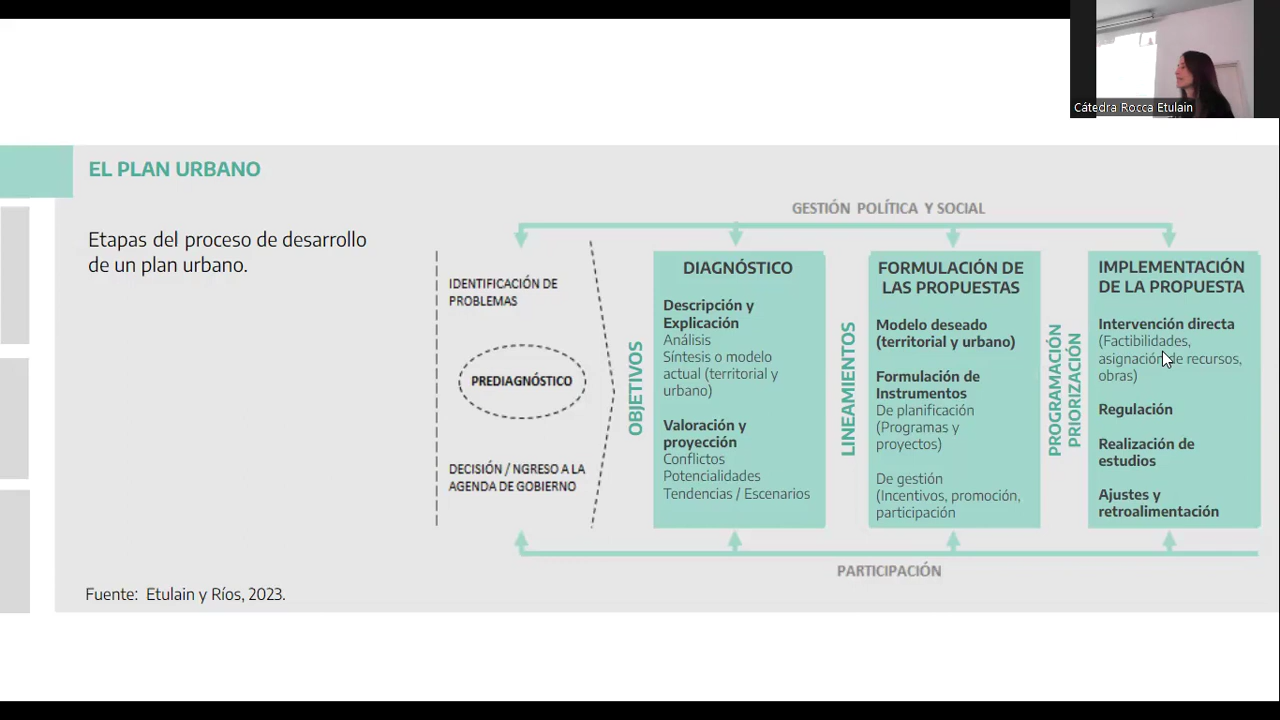 Cátedra Rocca Etulain
EL PLAN URBANO
Etapas del proceso de desarrollo
de un plan urbano.
GESTIÓN POLÍTICA Y SOCIAL
IDENTIFICACIÓN DE
PROBLEMAS
PREDIAGNÓSTICO
DECISIÓN / NGRESO A LA
AGENDA DE GOBIERNO
OBJETIVOS
DIAGNÓSTICO
Descripción y
Explicación
Análisis
Síntesis o modelo
actual (territorial y
urbano)
Valoración y
proyección
Conflictos
Potencialidades
Tendencias / Escenarios
LINEAMIENTOS
FORMULACIÓN DE
LAS PROPUESTAS
Modelo deseado
(territorial y urbano)
Formulación de
Instrumentos
De planificación
(Programas y
proyectos)
De gestión
(Incentivos, promoción,
participación
PROGRAMACIÓN
PRIORIZACIÓN
IMPLEMENTACIÓN
DE LA PROPUESTA
Intervención directa
(Factibilidades,
asignación de recursos,
obras)
Regulación
Realización de
estudios
Ajustes y
retroalimentación
PARTICIPACIÓN
Fuente: Etulain y Ríos, 2023.